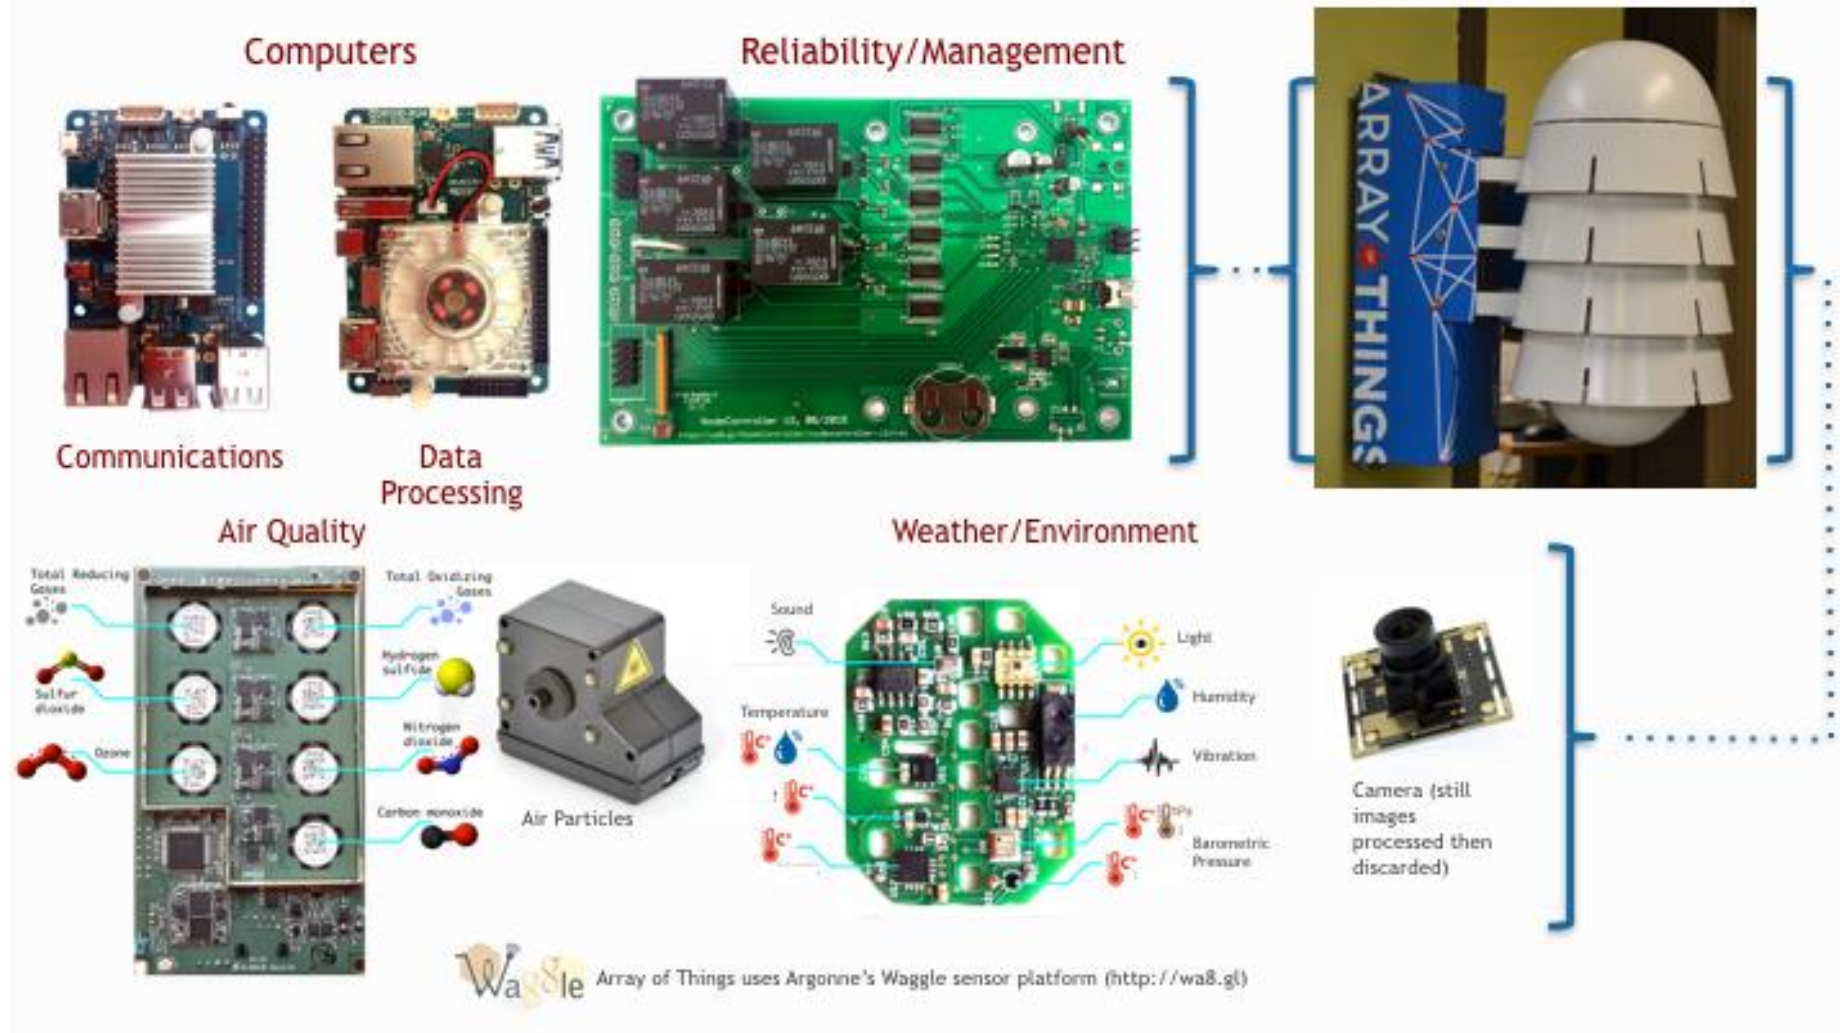 Computers
Reliability/Management
ARRAY
THINGS
Communications
Data
Processing
Air Quality
Weather/Environment
Total Reducing
Gases
Total Oxidizing
Gases
Sulfur
dioxide
Hydrogen
sulfide
Ozone
Nitrogen
dioxide
Carbon monoxide
Air Particles
Sound
Light
Temperature
Humidity
Vibration
Barometric
Pressure
C°
C°
C°
C°
C°
hPa
Camera (still
images
processed then
discarded)
Waggle
Array of Things uses Argonne's Waggle sensor platform (http://wa8.gl)